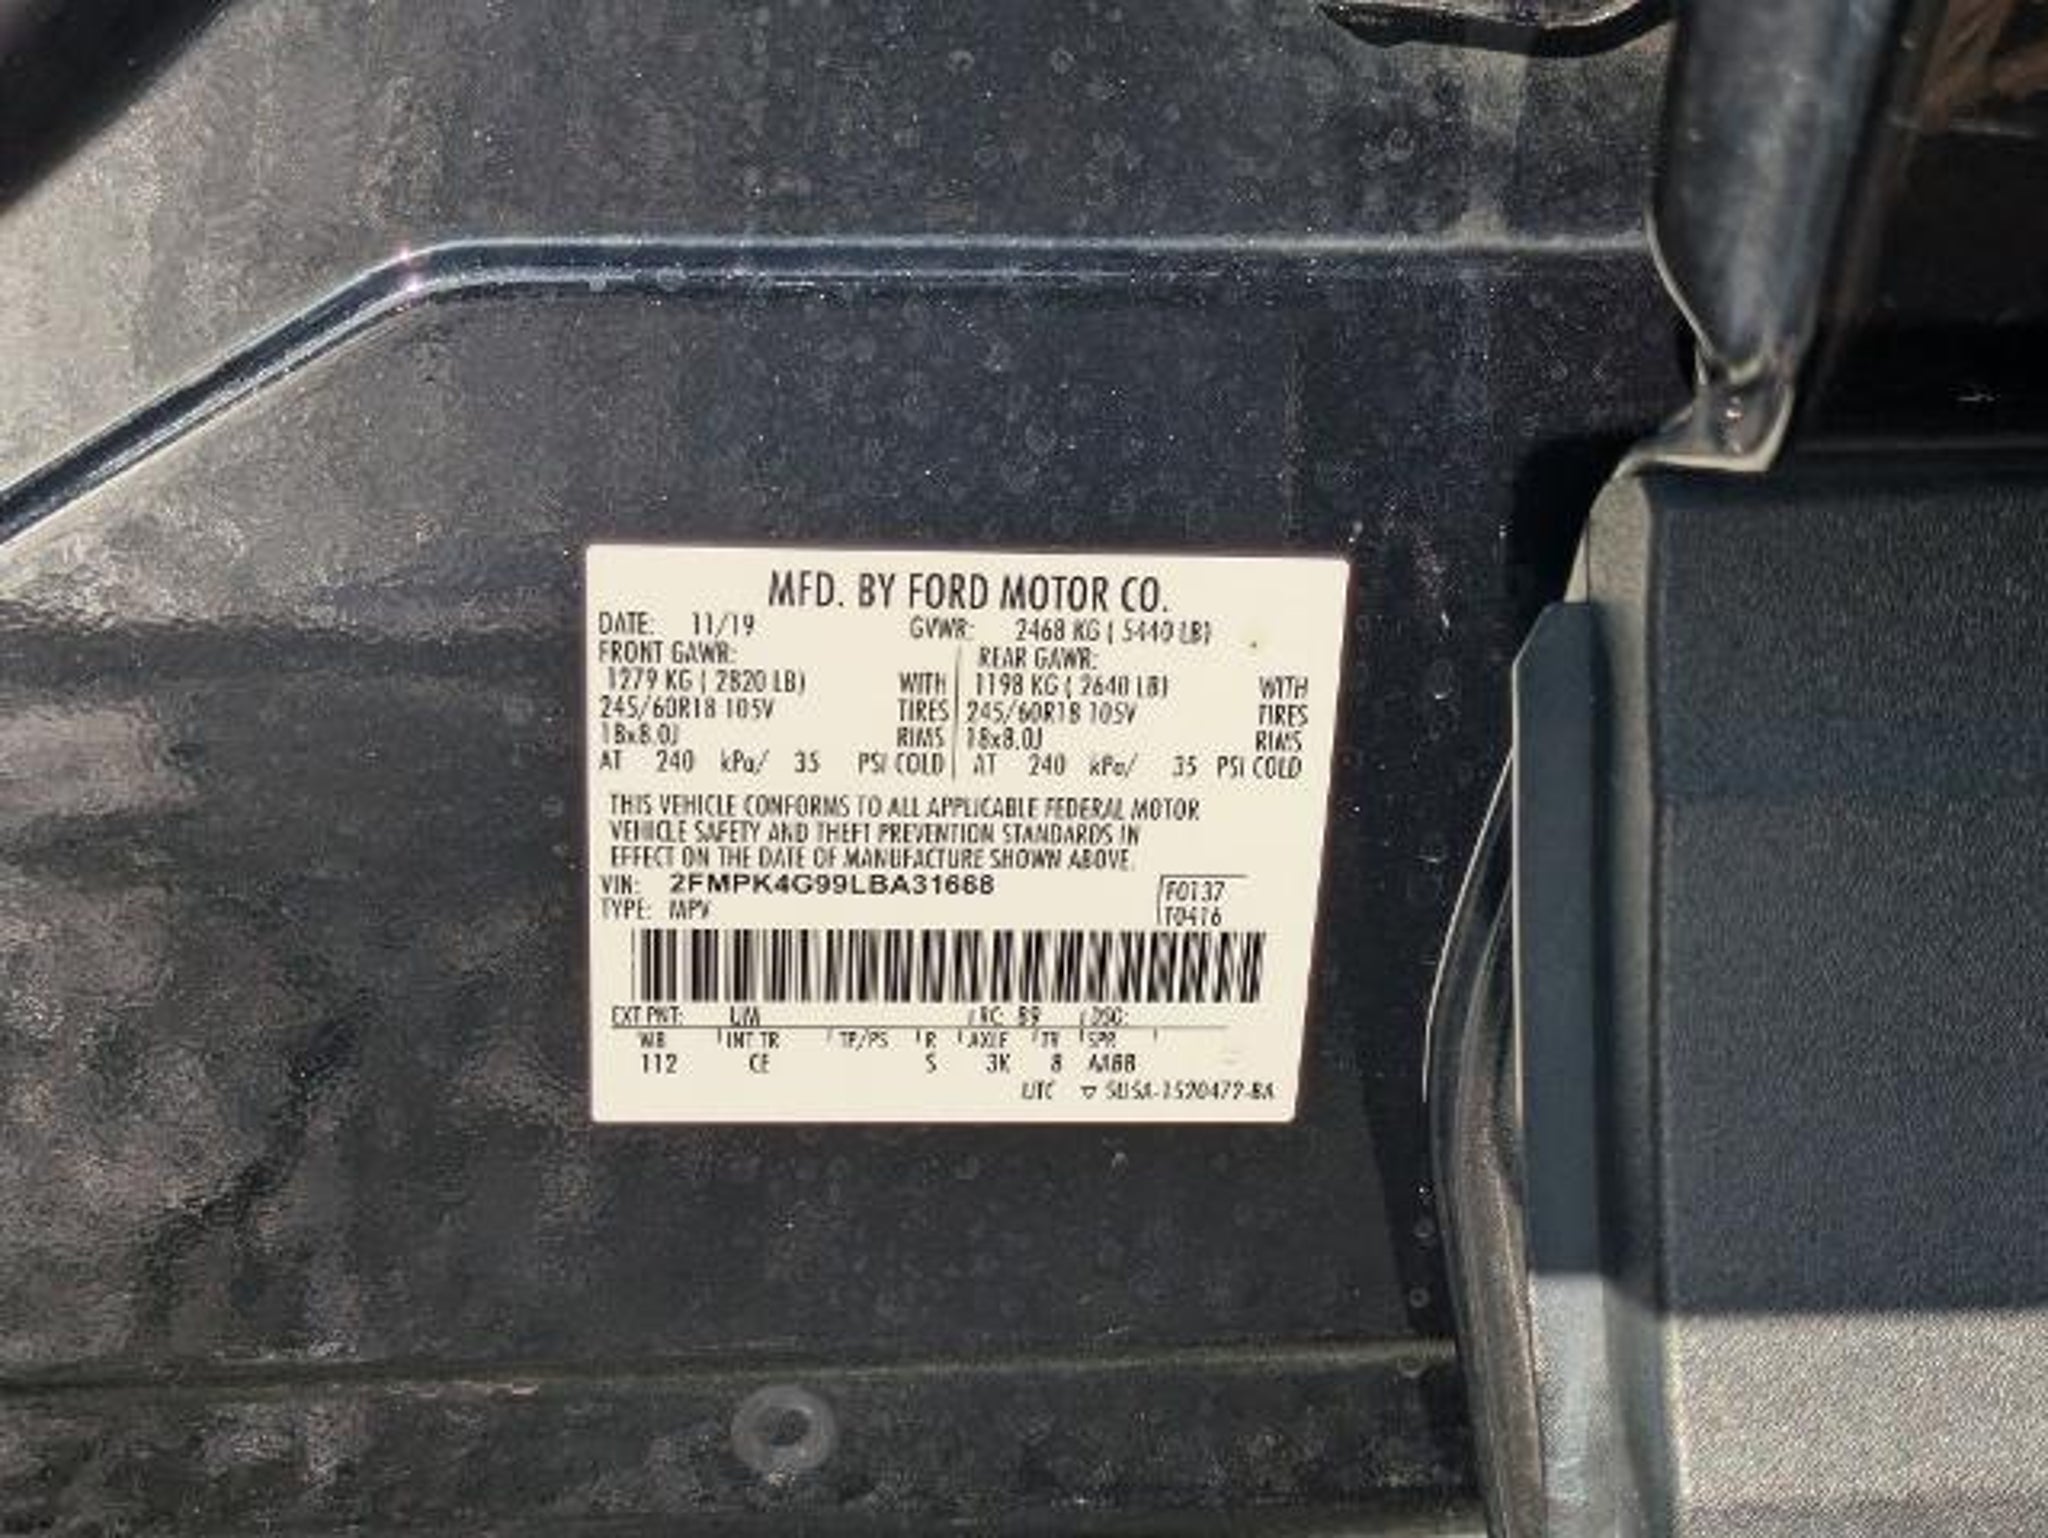 MFD. BY FORD MOTOR CO.
DATE: 11/19 GVWR: 2468 KG ( 5440 LB)
FRONT GAWR: REAR GAWR:
1279 KG ( 2820 LB) WITH 1198 KG ( 2640 LB) WITH
245/60R18 105V TIRES 245/60R18 105V TIRES
18x8.0J RIMS 18x8.0J RIMS
AT 240 kPa/ 35 PSI COLD AT 240 kPa/ 35 PSI COLD
THIS VEHICLE CONFORMS TO ALL APPLICABLE FEDERAL MOTOR
VEHICLE SAFETY AND THEFT PREVENTION STANDARDS IN
EFFECT ON THE DATE OF MANUFACTURE SHOWN ABOVE.
VIN: 2FMPK4G99LBA31668
TYPE: MPV
F0137
T0416
EXT PNT: UM RC: 59 DSO:
WB INT TR TP/PS R AXLE TR SPR
112 CE S 3K 8 AABB
UTC